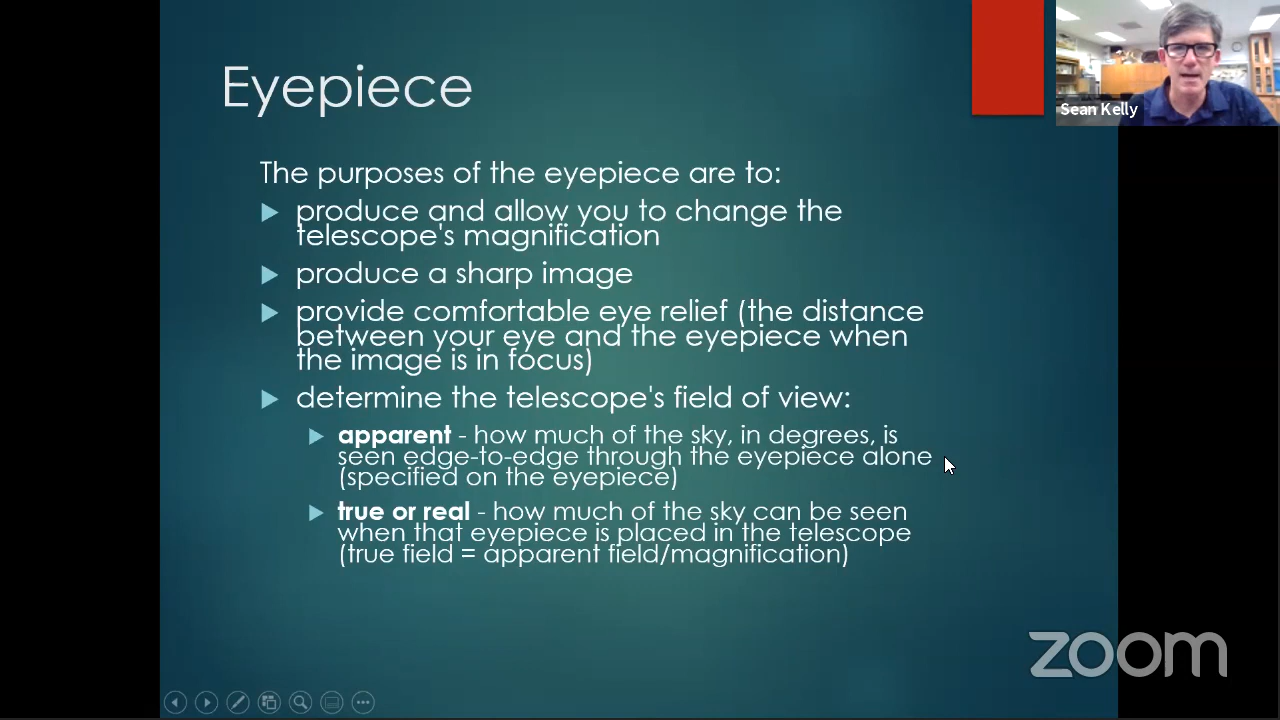 Eyepiece
Sean Kelly
The purposes of the eyepiece are to:
produce and allow you to change the
telescope's magnification
produce a sharp image
provide comfortable eye relief (the distance
between your eye and the eyepiece when
the image is in focus)
determine the telescope's field of view:
apparent - how much of the sky, in degrees, is
seen edge-to-edge through the eyepiece alone
(specified on the eyepiece)
true or real - how much of the sky can be seen
when that eyepiece is placed in the telescope
(true field = apparent field/magnification)
zoom